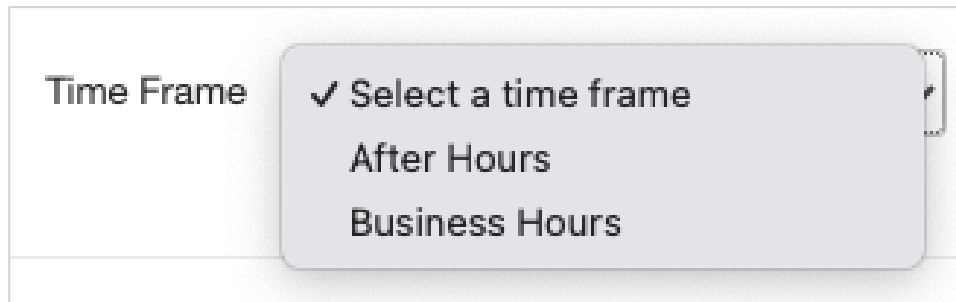 Time Frame
✓ Select a time frame
After Hours
Business Hours